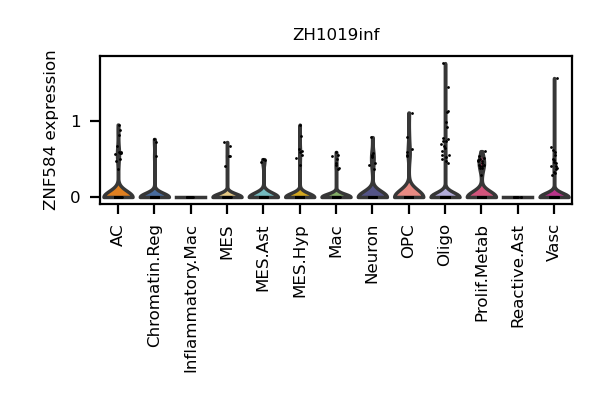 ZH1019inf
ZNF584 expression
1
0
AC
Chromatin.Reg
Inflammatory.Mac
MES
MES.Ast
MES.Hyp
Mac
Neuron
OPC
Oligo
Prolif.Metab
Reactive.Ast
Vasc